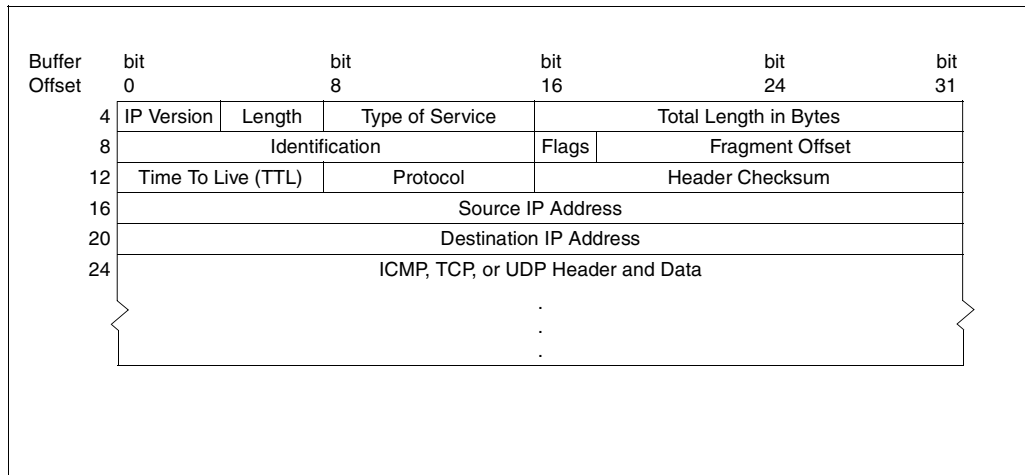 Buffer bit bit bit bit bit
Offset 0 8 16 24 31
4 IP Version Length Type of Service Total Length in Bytes
8 Identification Flags Fragment Offset
12 Time To Live (TTL) Protocol Header Checksum
16 Source IP Address
20 Destination IP Address
24 ICMP, TCP, or UDP Header and Data
.
.
.